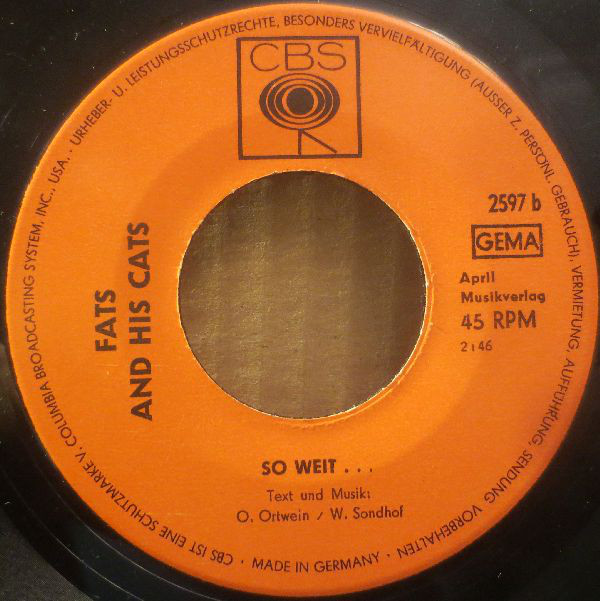 URHEBER- U. LEISTUNGSSCHUTZRECHTE, BESONDERS VERVIELFÄLTIGUNG (AUSSER Z. PERSÖNL. GEBRAUCH), VERMIETUNG, AUFFÜHRUNG, SENDUNG VORBEHALTEN
CBS
2597 b
GEMA
April
Musikverlag
45 RPM
2:46
FATS
AND HIS CATS
SO WEIT . . .
Text und Musik:
O. Ortwein / W. Sondhof
· MADE IN GERMANY ·
CBS IST EINE SCHUTZMARKE V. COLUMBIA BROADCASTING SYSTEM, INC., USA. ·